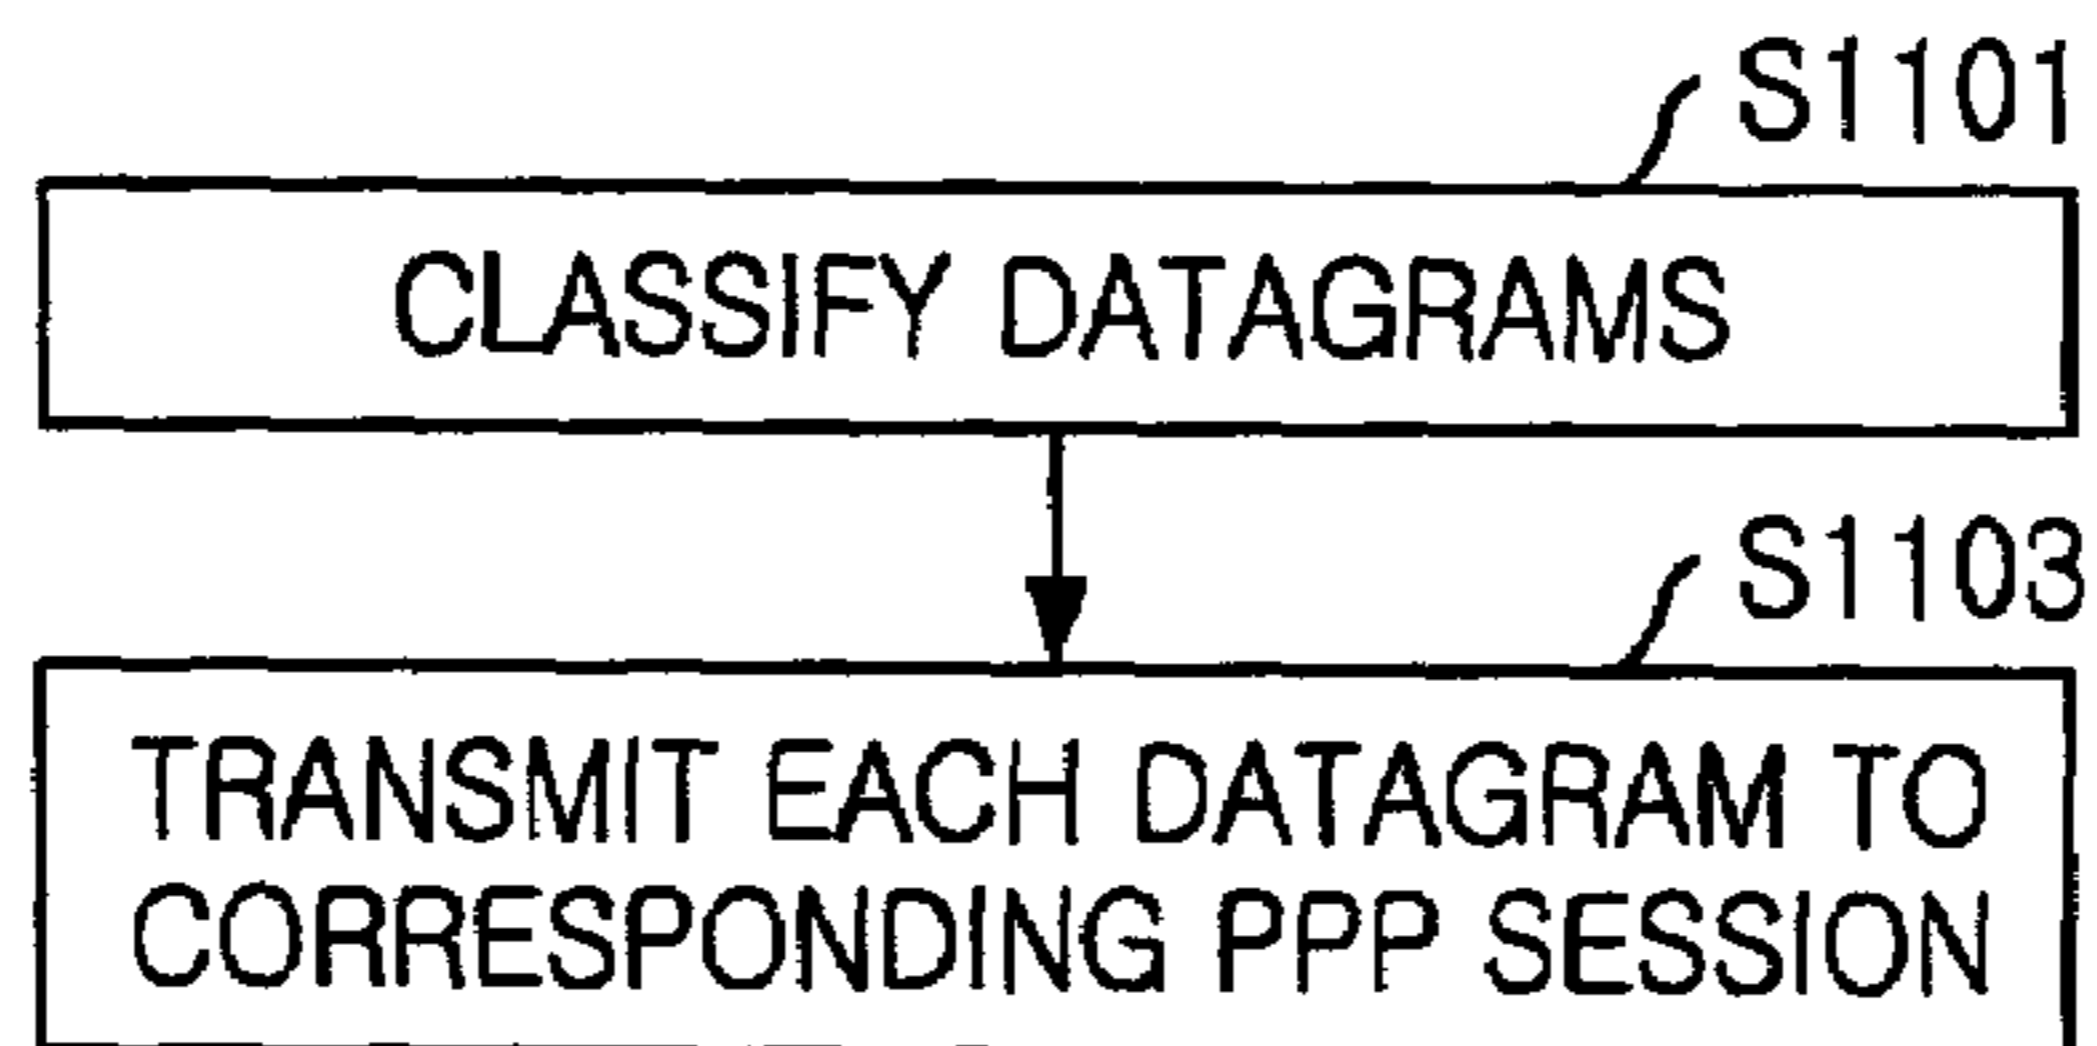 S1101
CLASSIFY DATAGRAMS
S1103
TRANSMIT EACH DATAGRAM TO
CORRESPONDING PPP SESSION